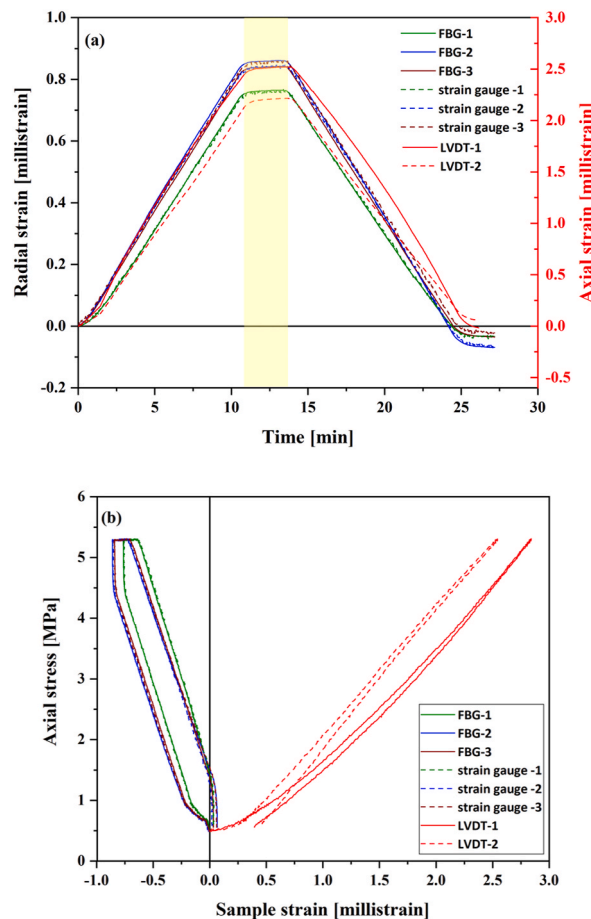 (a)
FBG-1
FBG-2
FBG-3
strain gauge -1
strain gauge -2
strain gauge -3
LVDT-1
LVDT-2
Radial strain [millistrain]
1.0
0.8
0.6
0.4
0.2
0.0
-0.2
Axial strain [millistrain]
3.0
2.5
2.0
1.5
1.0
0.5
0.0
-0.5
0 5 10 15 20 25 30
Time [min]
(b)
Axial stress [MPa]
6
5
4
3
2
1
0
FBG-1
FBG-2
FBG-3
strain gauge -1
strain gauge -2
strain gauge -3
LVDT-1
LVDT-2
-1.0 -0.5 0.0 0.5 1.0 1.5 2.0 2.5 3.0
Sample strain [millistrain]